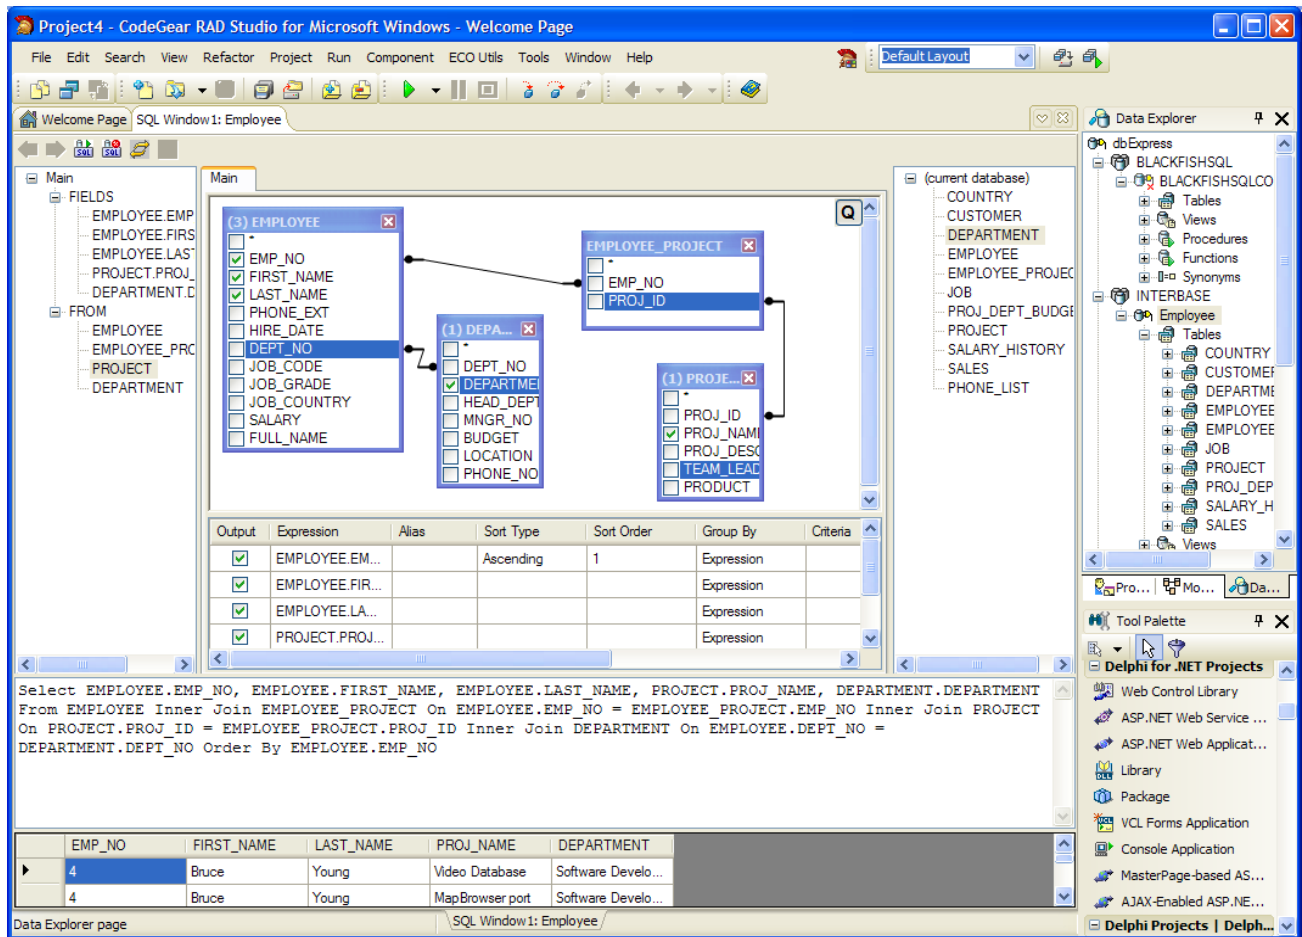 Project4 - CodeGear RAD Studio for Microsoft Windows - Welcome Page
File Edit Search View Refactor Project Run Component ECO Utils Tools Window Help
Default Layout
Welcome Page
SQL Window1: Employee
Main
FIELDS
EMPLOYEE.EMP
EMPLOYEE.FIRS
EMPLOYEE.LAST
PROJECT.PROJ_
DEPARTMENT.D
FROM
EMPLOYEE
EMPLOYEE_PRC
PROJECT
DEPARTMENT
Main
Q
(3) EMPLOYEE
*
EMP_NO
FIRST_NAME
LAST_NAME
PHONE_EXT
HIRE_DATE
DEPT_NO
JOB_CODE
JOB_GRADE
JOB_COUNTRY
SALARY
FULL_NAME
(1) DEPA...
*
DEPT_NO
DEPARTMEI
HEAD_DEPT
MNGR_NO
BUDGET
LOCATION
PHONE_NO
EMPLOYEE_PROJECT
*
EMP_NO
PROJ_ID
(1) PROJE...
*
PROJ_ID
PROJ_NAMI
PROJ_DESC
TEAM_LEAD
PRODUCT
Output Expression Alias Sort Type Sort Order Group By Criteria
EMPLOYEE.EM... Ascending 1 Expression
EMPLOYEE.FIR... Expression
EMPLOYEE.LA... Expression
PROJECT.PROJ... Expression
(current database)
COUNTRY
CUSTOMER
DEPARTMENT
EMPLOYEE
EMPLOYEE_PROJEC
JOB
PROJ_DEPT_BUDGE
PROJECT
SALARY_HISTORY
SALES
PHONE_LIST
Select EMPLOYEE.EMP_NO, EMPLOYEE.FIRST_NAME, EMPLOYEE.LAST_NAME, PROJECT.PROJ_NAME, DEPARTMENT.DEPARTMENT
From EMPLOYEE Inner Join EMPLOYEE_PROJECT On EMPLOYEE.EMP_NO = EMPLOYEE_PROJECT.EMP_NO Inner Join PROJECT
On PROJECT.PROJ_ID = EMPLOYEE_PROJECT.PROJ_ID Inner Join DEPARTMENT On EMPLOYEE.DEPT_NO =
DEPARTMENT.DEPT_NO Order By EMPLOYEE.EMP_NO
EMP_NO FIRST_NAME LAST_NAME PROJ_NAME DEPARTMENT
4 Bruce Young Video Database Software Develo...
4 Bruce Young MapBrowser port Software Develo...
Data Explorer page
SQL Window1: Employee
Data Explorer
dbExpress
BLACKFISHSQL
BLACKFISHSQLCO
Tables
Views
Procedures
Functions
Synonyms
INTERBASE
Employee
Tables
COUNTRY
CUSTOMEF
DEPARTME
EMPLOYEE
EMPLOYEE
JOB
PROJECT
PROJ_DEP
SALARY_H
SALES
Views
Pro... Mo... Da...
Tool Palette
Delphi for .NET Projects
Web Control Library
ASP.NET Web Service ...
ASP.NET Web Applicat...
Library
Package
VCL Forms Application
Console Application
MasterPage-based AS...
AJAX-Enabled ASP.NE...
Delphi Projects | Delph...